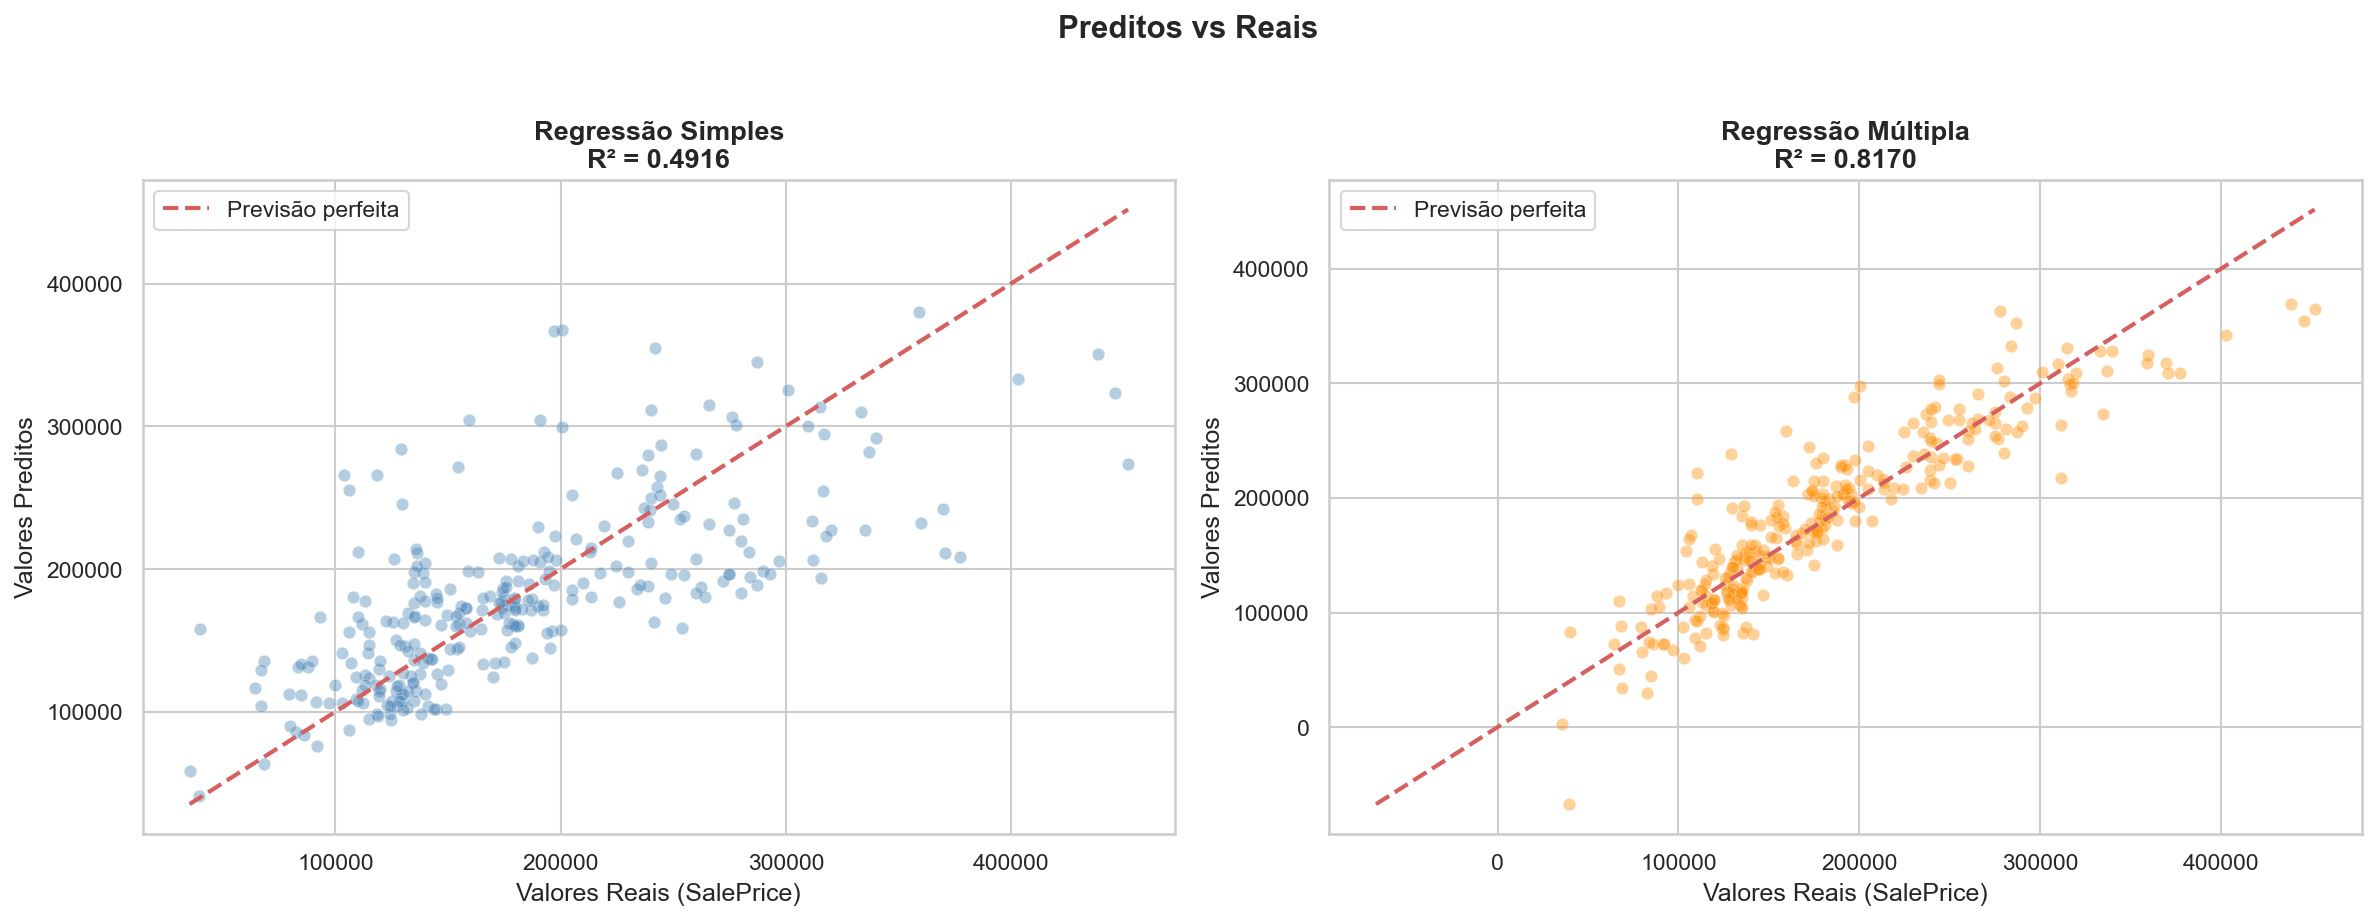 Preditos vs Reais
Regressão Simples
R² = 0.4916
Previsão perfeita
400000
300000
200000
100000
Valores Preditos
100000
200000
300000
400000
Valores Reais (SalePrice)
Regressão Múltipla
R² = 0.8170
Previsão perfeita
400000
300000
200000
100000
0
Valores Preditos
0
100000
200000
300000
400000
Valores Reais (SalePrice)